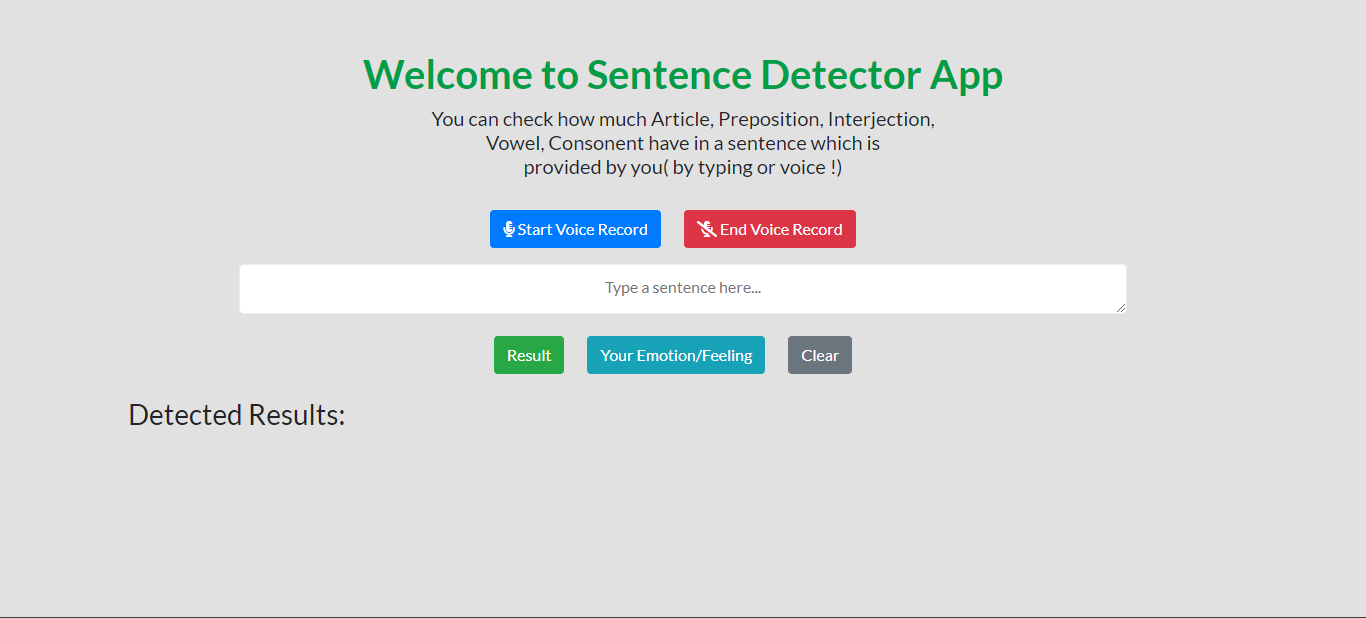 Welcome to Sentence Detector App
You can check how much Article, Preposition, Interjection,
Vowel, Consonent have in a sentence which is
provided by you( by typing or voice !)
Start Voice Record
End Voice Record
Type a sentence here...
Result
Your Emotion/Feeling
Clear
Detected Results: